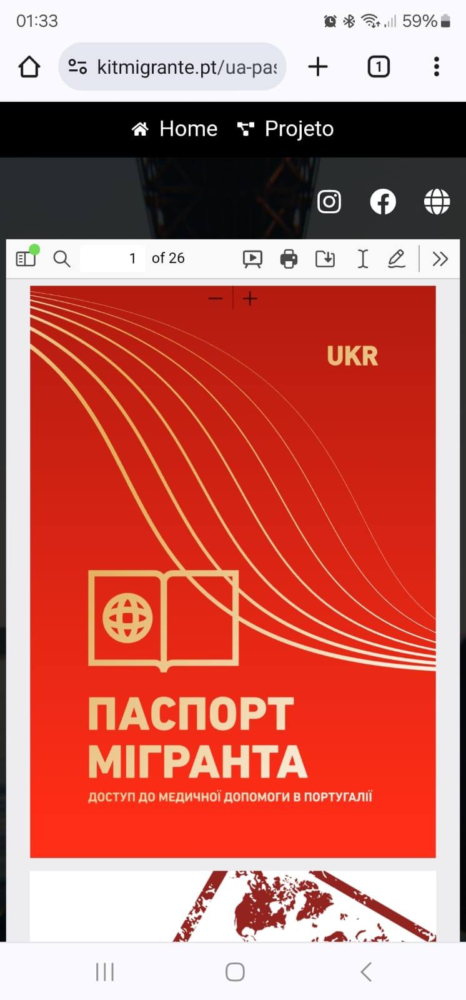 01:33
59%
kitmigrante.pt/ua-pas
1
Home
Projeto
1 of 26
UKR
ПАСПОРТ
МІГРАНТА
ДОСТУП ДО МЕДИЧНОЇ ДОПОМОГИ В ПОРТУГАЛІЇ